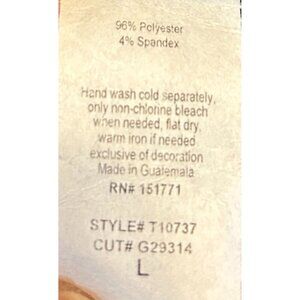 96% Polyester
4% Spandex
Hand wash cold separately,
only non-chlorine bleach
when needed, flat dry,
warm iron if needed
exclusive of decoration
Made in Guatemala
RN# 151771
STYLE# T10737
CUT# G29314
L